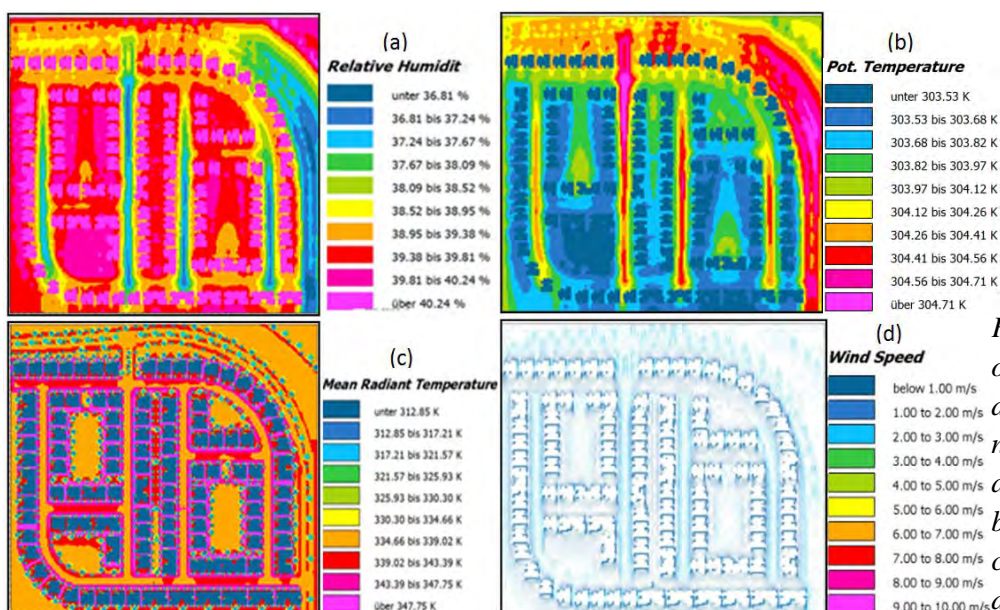 (a)
Relative Humidit
unter 36.81 %
36.81 bis 37.24 %
37.24 bis 37.67 %
37.67 bis 38.09 %
38.09 bis 38.52 %
38.52 bis 38.95 %
38.95 bis 39.38 %
39.38 bis 39.81 %
39.81 bis 40.24 %
über 40.24 %
(b)
Pot. Temperature
unter 303.53 K
303.53 bis 303.68 K
303.68 bis 303.82 K
303.82 bis 303.97 K
303.97 bis 304.12 K
304.12 bis 304.26 K
304.26 bis 304.41 K
304.41 bis 304.56 K
304.56 bis 304.71 K
über 304.71 K
(c)
Mean Radiant Temperature
unter 312.85 K
312.85 bis 317.21 K
317.21 bis 321.57 K
321.57 bis 325.93 K
325.93 bis 330.30 K
330.30 bis 334.66 K
334.66 bis 339.02 K
339.02 bis 343.39 K
343.39 bis 347.75 K
über 347.75 K
(d)
Wind Speed
below 1.00 m/s
1.00 to 2.00 m/s
2.00 to 3.00 m/s
3.00 to 4.00 m/s
4.00 to 5.00 m/s
5.00 to 6.00 m/s
6.00 to 7.00 m/s
7.00 to 8.00 m/s
8.00 to 9.00 m/s
9.00 to 10.00 m/s